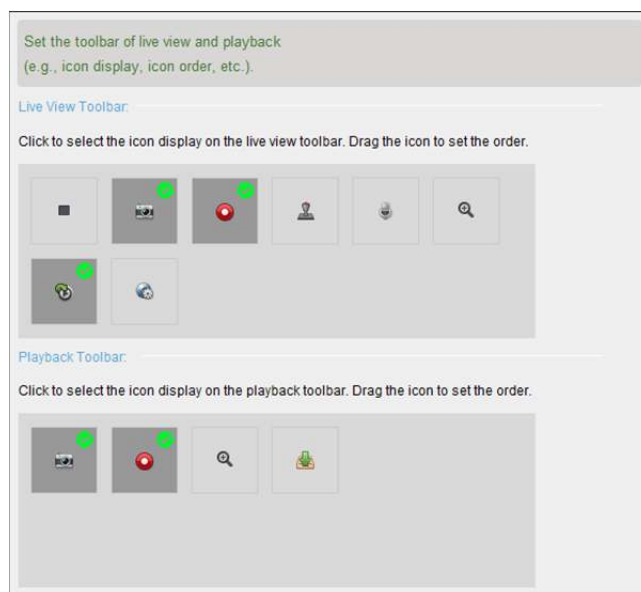 Set the toolbar of live view and playback
(e.g., icon display, icon order, etc.).
Live View Toolbar:
Click to select the icon display on the live view toolbar. Drag the icon to set the order.
Playback Toolbar:
Click to select the icon display on the playback toolbar. Drag the icon to set the order.